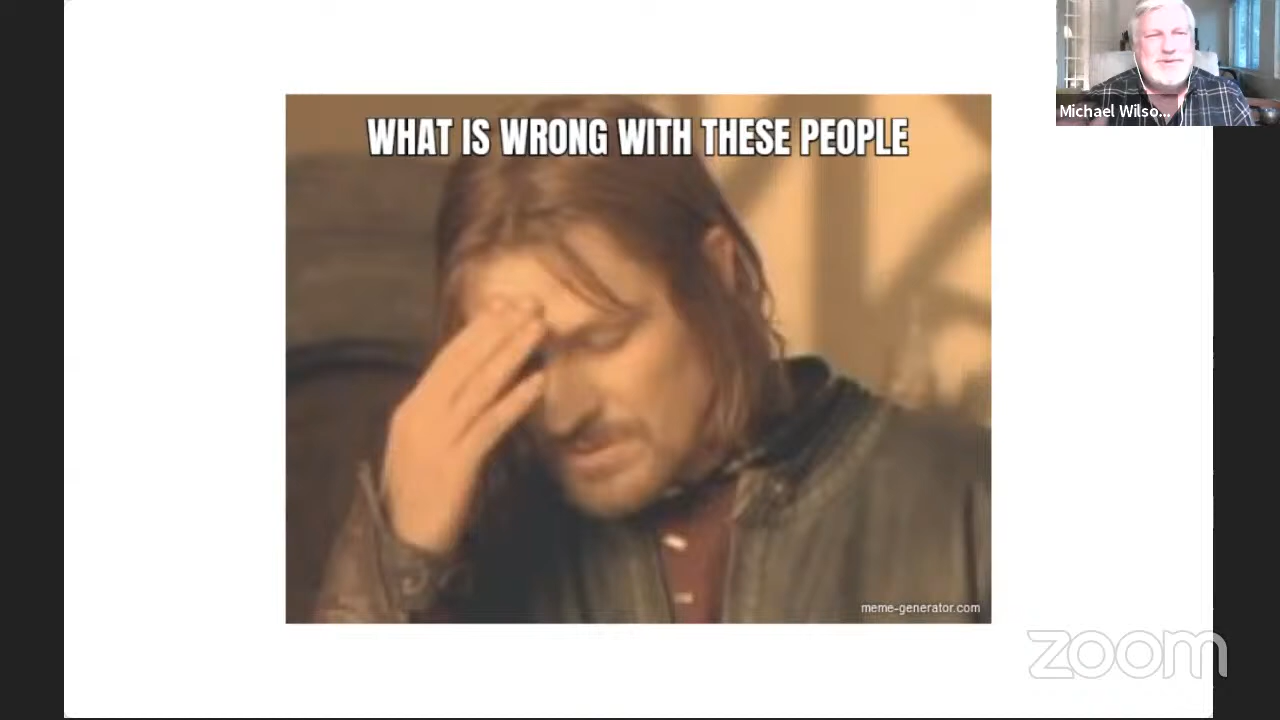 WHAT IS WRONG WITH THESE PEOPLE
Michael Wilso...
meme-generator.com
zoom